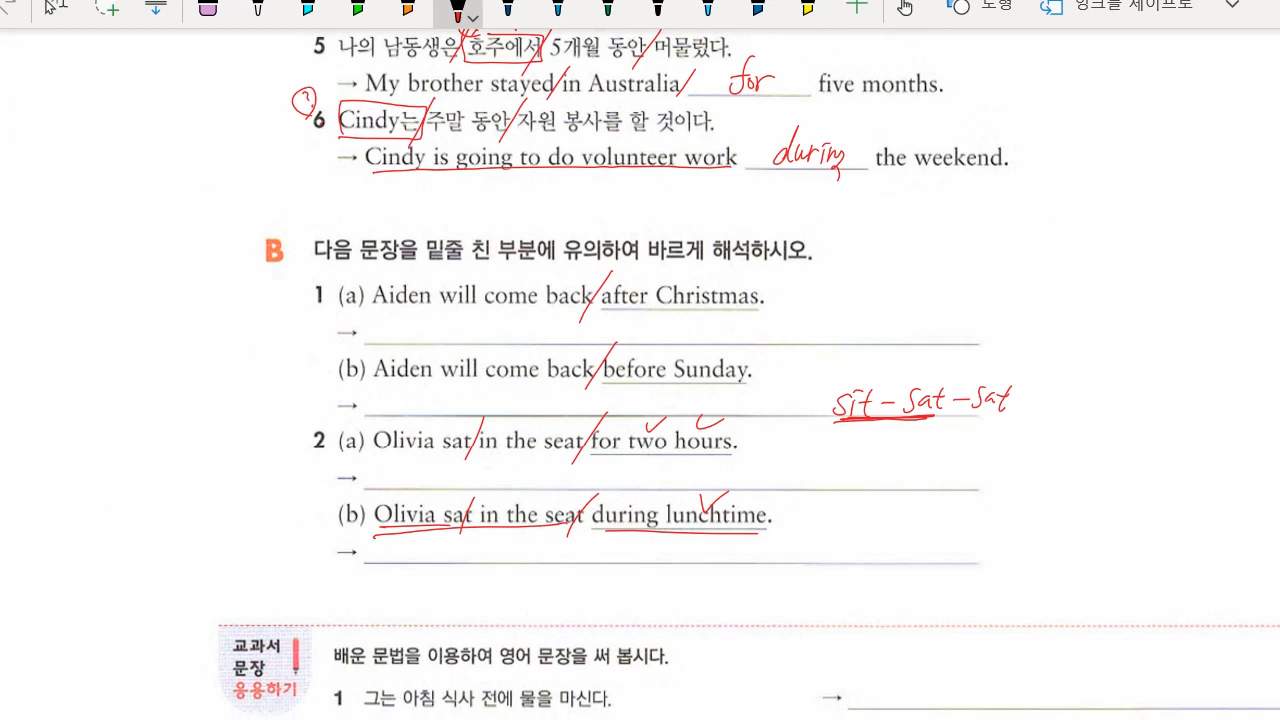 도형
잉크를 셰이프로
5 나의 남동생은 호주에서 5개월 동안 머물렀다.
→ My brother stayed in Australia for five months.
?
6 Cindy는 주말 동안 자원 봉사를 할 것이다.
→ Cindy is going to do volunteer work during the weekend.
B 다음 문장을 밑줄 친 부분에 유의하여 바르게 해석하시오.
1 (a) Aiden will come back after Christmas.
→
(b) Aiden will come back before Sunday.
→
sit - sat - sat
2 (a) Olivia sat in the seat for two hours.
→
(b) Olivia sat in the seat during lunchtime.
→
교과서
문장
응용하기
배운 문법을 이용하여 영어 문장을 써 봅시다.
1 그는 아침 식사 전에 물을 마신다. →